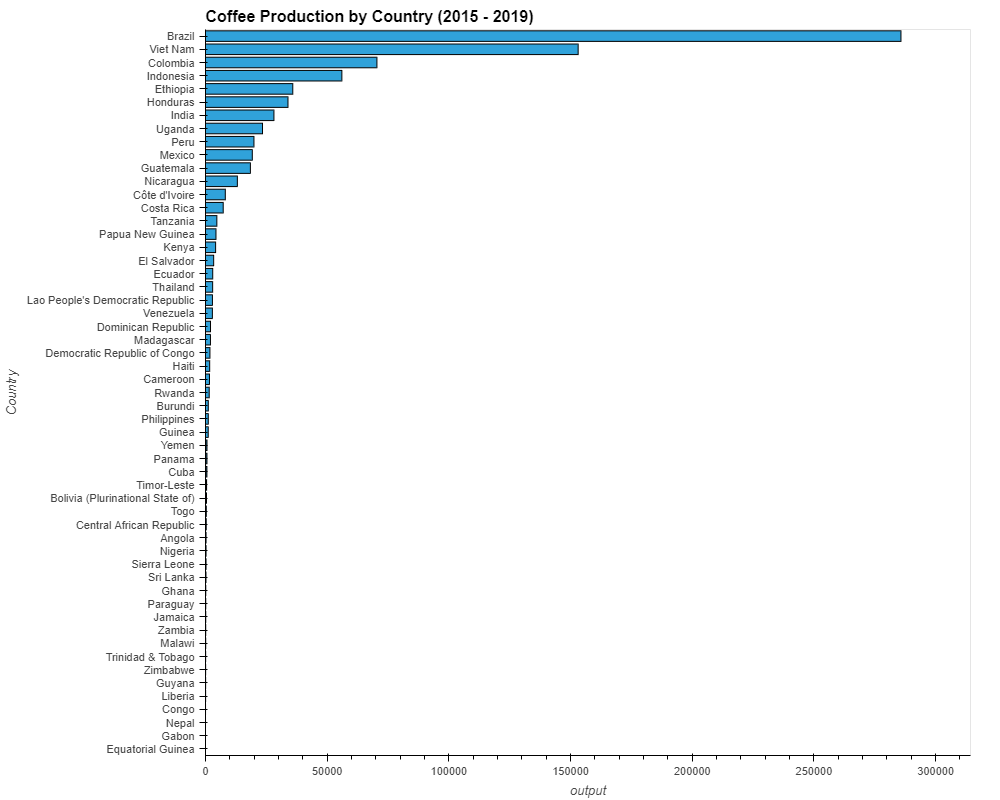 Coffee Production by Country (2015 - 2019)
Brazil
Viet Nam
Colombia
Indonesia
Ethiopia
Honduras
India
Uganda
Peru
Mexico
Guatemala
Nicaragua
Côte d'Ivoire
Costa Rica
Tanzania
Papua New Guinea
Kenya
El Salvador
Ecuador
Thailand
Lao People's Democratic Republic
Venezuela
Dominican Republic
Madagascar
Democratic Republic of Congo
Haiti
Cameroon
Rwanda
Burundi
Philippines
Guinea
Yemen
Panama
Cuba
Timor-Leste
Bolivia (Plurinational State of)
Togo
Central African Republic
Angola
Nigeria
Sierra Leone
Sri Lanka
Ghana
Paraguay
Jamaica
Zambia
Malawi
Trinidad & Tobago
Zimbabwe
Guyana
Liberia
Congo
Nepal
Gabon
Equatorial Guinea
Country
0 50000 100000 150000 200000 250000 300000
output